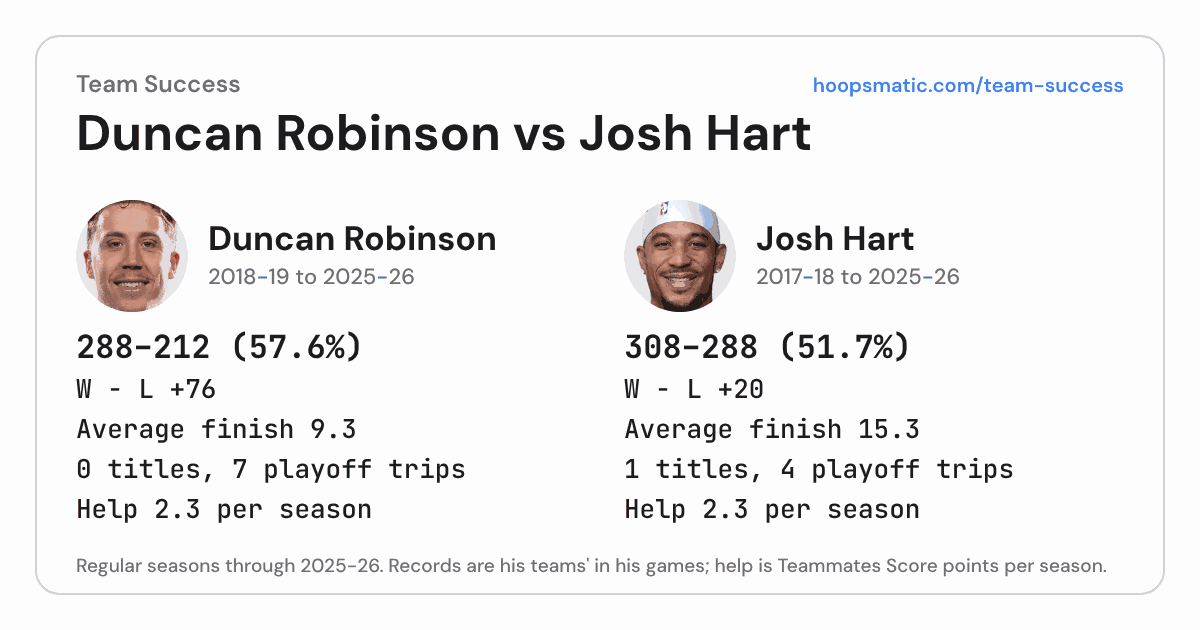 Team Success
hoopsmatic.com/team-success
Duncan Robinson vs Josh Hart
Duncan Robinson
2018-19 to 2025-26
288-212 (57.6%)
W - L +76
Average finish 9.3
0 titles, 7 playoff trips
Help 2.3 per season
Josh Hart
2017-18 to 2025-26
308-288 (51.7%)
W - L +20
Average finish 15.3
1 titles, 4 playoff trips
Help 2.3 per season
Regular seasons through 2025-26. Records are his teams' in his games; help is Teammates Score points per season.